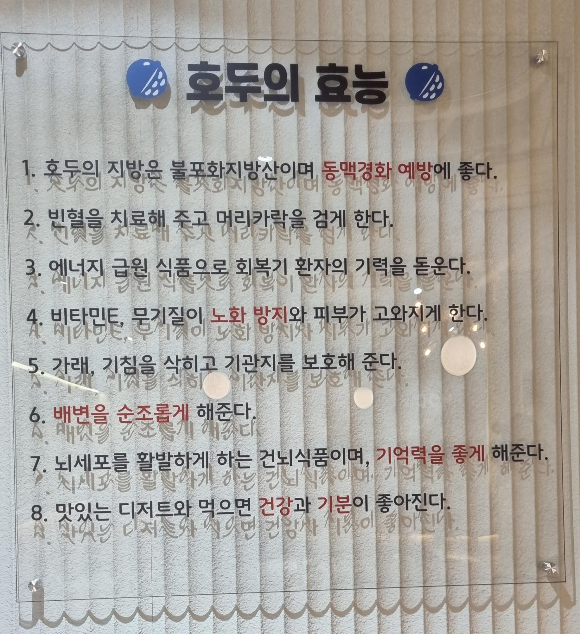 호두의 효능
1. 호두의 지방은 불포화지방산이며 동맥경화 예방에 좋다.
2. 빈혈을 치료해 주고 머리카락을 검게 한다.
3. 에너지 급원 식품으로 회복기 환자의 기력을 돋운다.
4. 비타민E, 무기질이 노화 방지와 피부가 고와지게 한다.
5. 가래, 기침을 삭히고 기관지를 보호해 준다.
6. 배변을 순조롭게 해준다.
7. 뇌세포를 활발하게 하는 건뇌식품이며, 기억력을 좋게 해준다.
8. 맛있는 디저트와 먹으면 건강과 기분이 좋아진다.